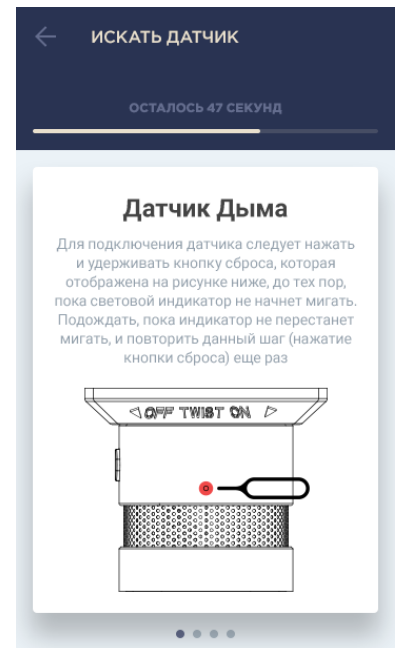 ИСКАТЬ ДАТЧИК
ОСТАЛОСЬ 47 СЕКУНД
Датчик Дыма
Для подключения датчика следует нажать
и удерживать кнопку сброса, которая
отображена на рисунке ниже, до тех пор,
пока световой индикатор не начнет мигать.
Подождать, пока индикатор не перестанет
мигать, и повторить данный шаг (нажатие
кнопки сброса) еще раз
OFF TWIST ON